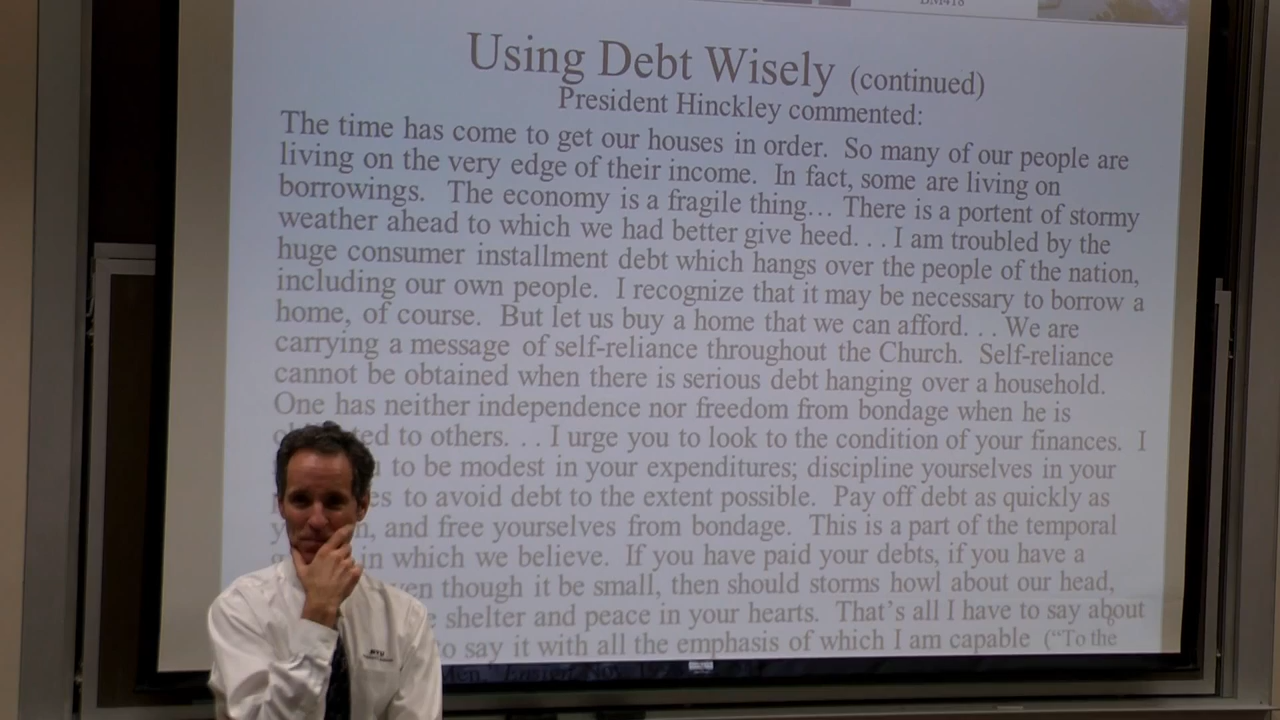 DM418
Using Debt Wisely (continued)
President Hinckley commented:
The time has come to get our houses in order. So many of our people are
living on the very edge of their income. In fact, some are living on
borrowings. The economy is a fragile thing... There is a portent of stormy
weather ahead to which we had better give heed. . . I am troubled by the
huge consumer installment debt which hangs over the people of the nation,
including our own people. I recognize that it may be necessary to borrow a
home, of course. But let us buy a home that we can afford. . . We are
carrying a message of self-reliance throughout the Church. Self-reliance
cannot be obtained when there is serious debt hanging over a household.
One has neither independence nor freedom from bondage when he is
ted to others. . . I urge you to look to the condition of your finances. I
to be modest in your expenditures; discipline yourselves in your
es to avoid debt to the extent possible. Pay off debt as quickly as
, and free yourselves from bondage. This is a part of the temporal
in which we believe. If you have paid your debts, if you have a
en though it be small, then should storms howl about our head,
shelter and peace in your hearts. That's all I have to say about
to say it with all the emphasis of which I am capable ("To the
BYU